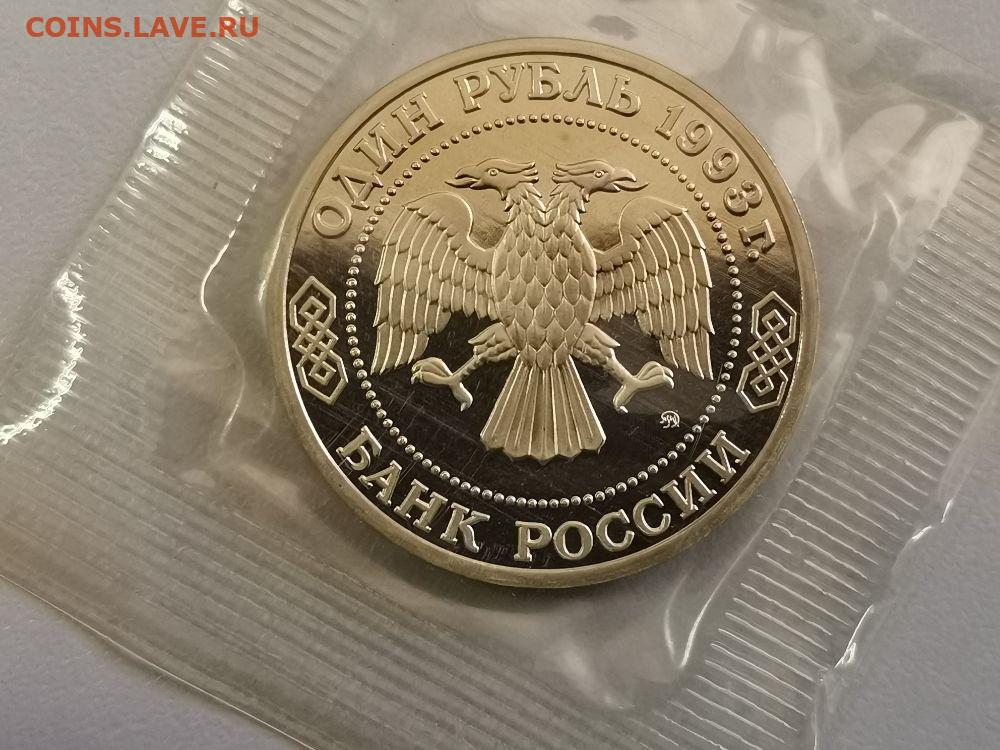 COINS.LAVE.RU
ОДИН РУБЛЬ 1993 г.
БАНК РОССИИ